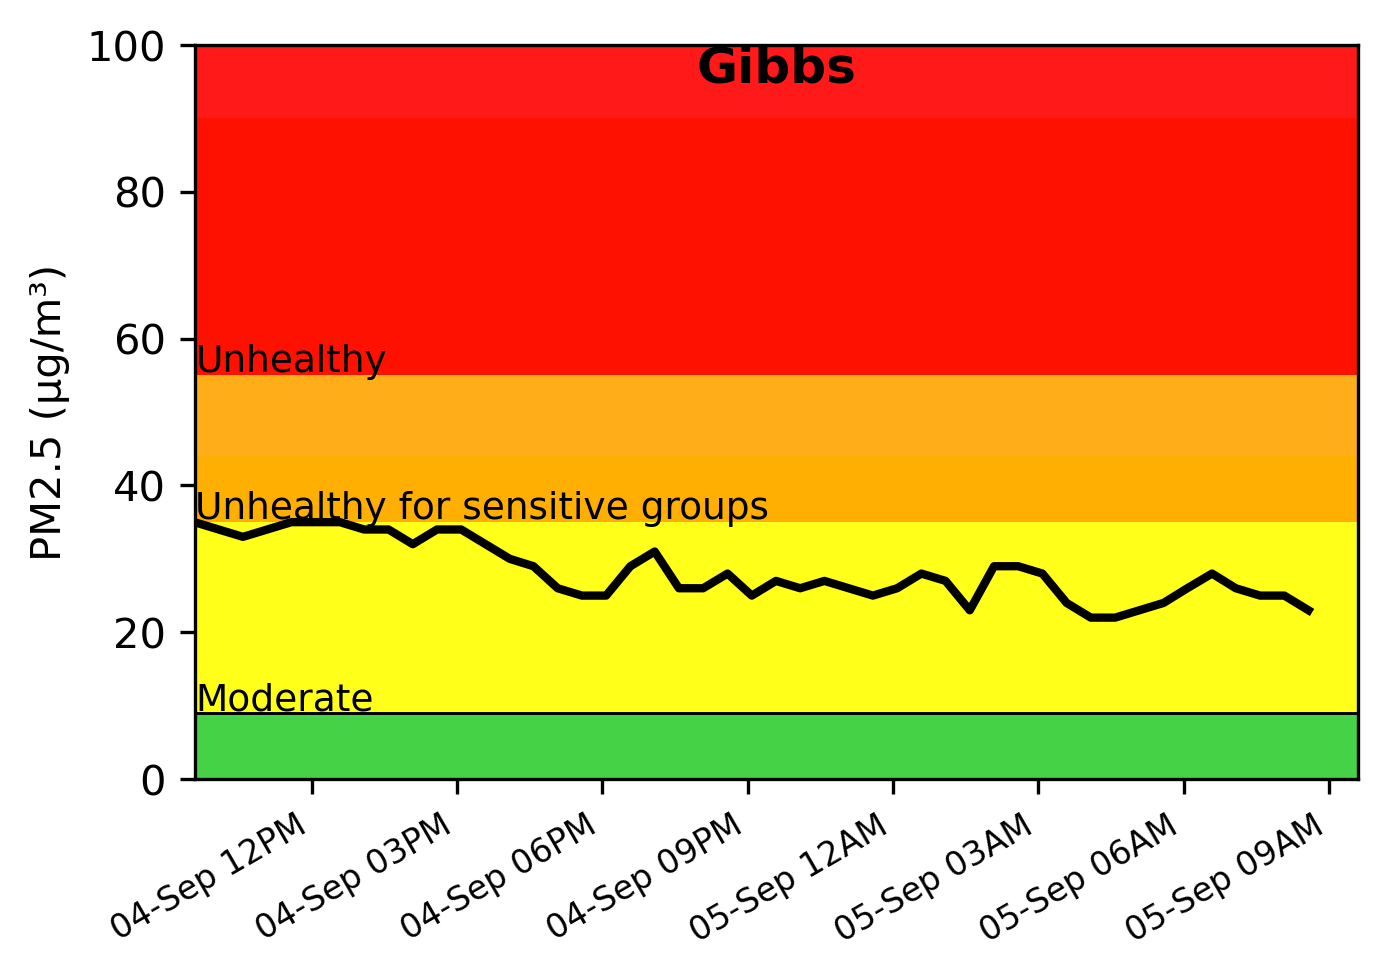 Gibbs
PM2.5 (µg/m³)
100
80
60
40
20
0
Unhealthy
Unhealthy for sensitive groups
Moderate
04-Sep 12PM
04-Sep 03PM
04-Sep 06PM
04-Sep 09PM
05-Sep 12AM
05-Sep 03AM
05-Sep 06AM
05-Sep 09AM